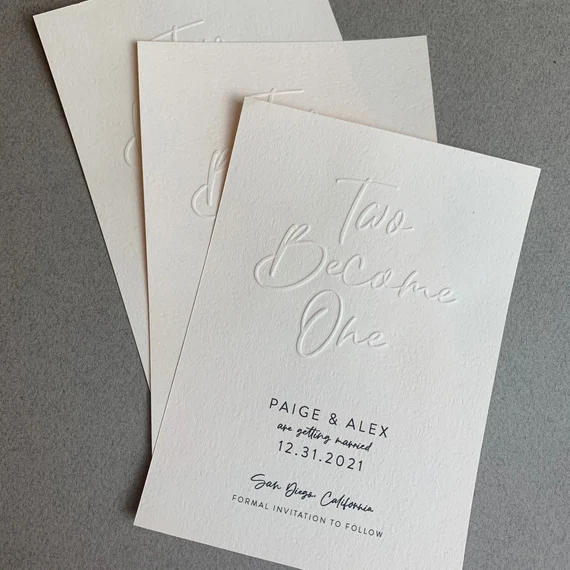 Two
Become
One
PAIGE & ALEX
are getting married
12.31.2021
San Diego California
FORMAL INVITATION TO FOLLOW